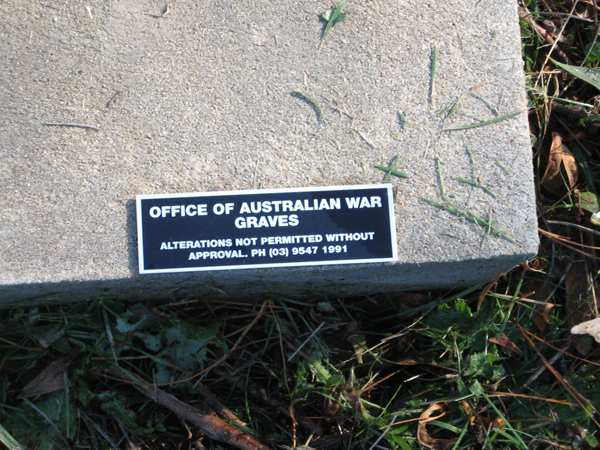 OFFICE OF AUSTRALIAN WAR
GRAVES
ALTERATIONS NOT PERMITTED WITHOUT
APPROVAL. PH (03) 9547 1991